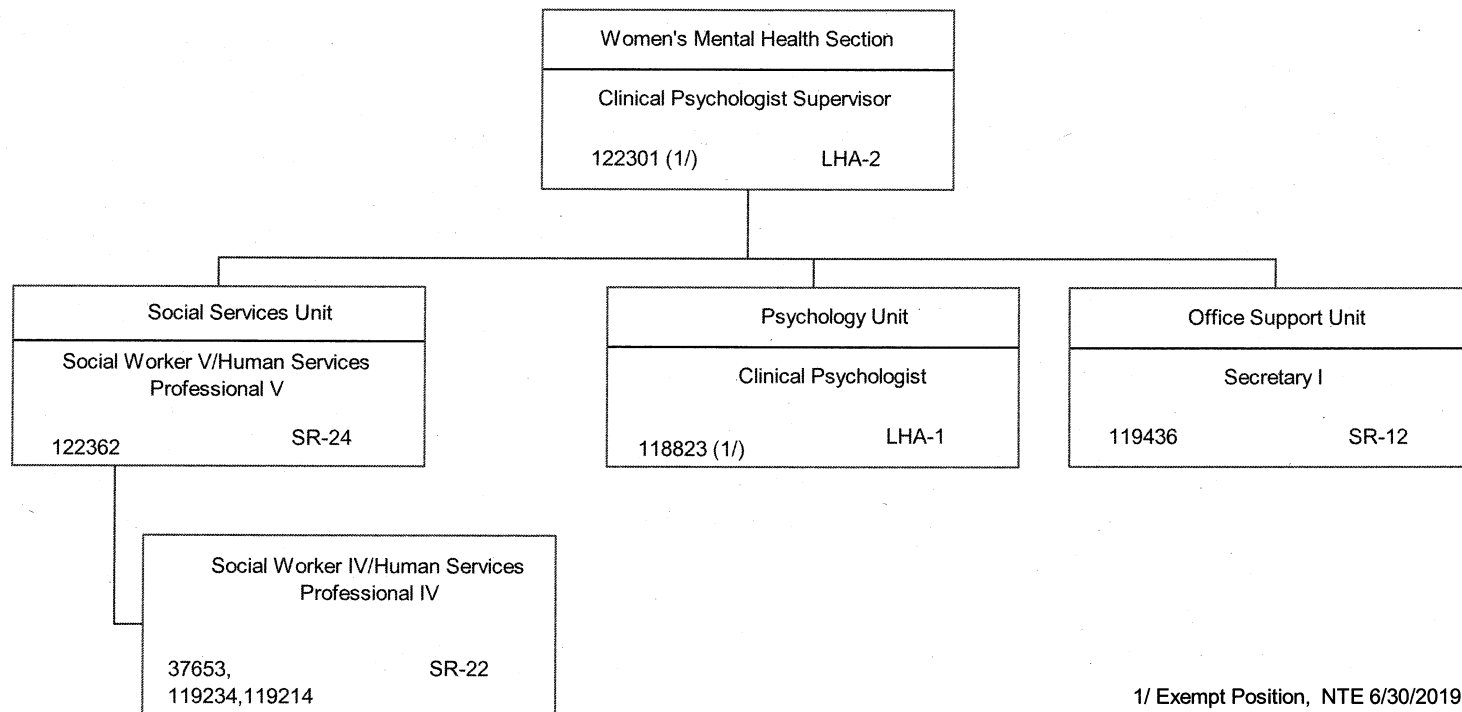 Women's Mental Health Section
Clinical Psychologist Supervisor
122301 (1/) LHA-2
Social Services Unit
Social Worker V/Human Services
Professional V
122362 SR-24
Psychology Unit
Clinical Psychologist
118823 (1/) LHA-1
Office Support Unit
Secretary I
119436 SR-12
Social Worker IV/Human Services
Professional IV
37653, SR-22
119234,119214
1/ Exempt Position, NTE 6/30/2019